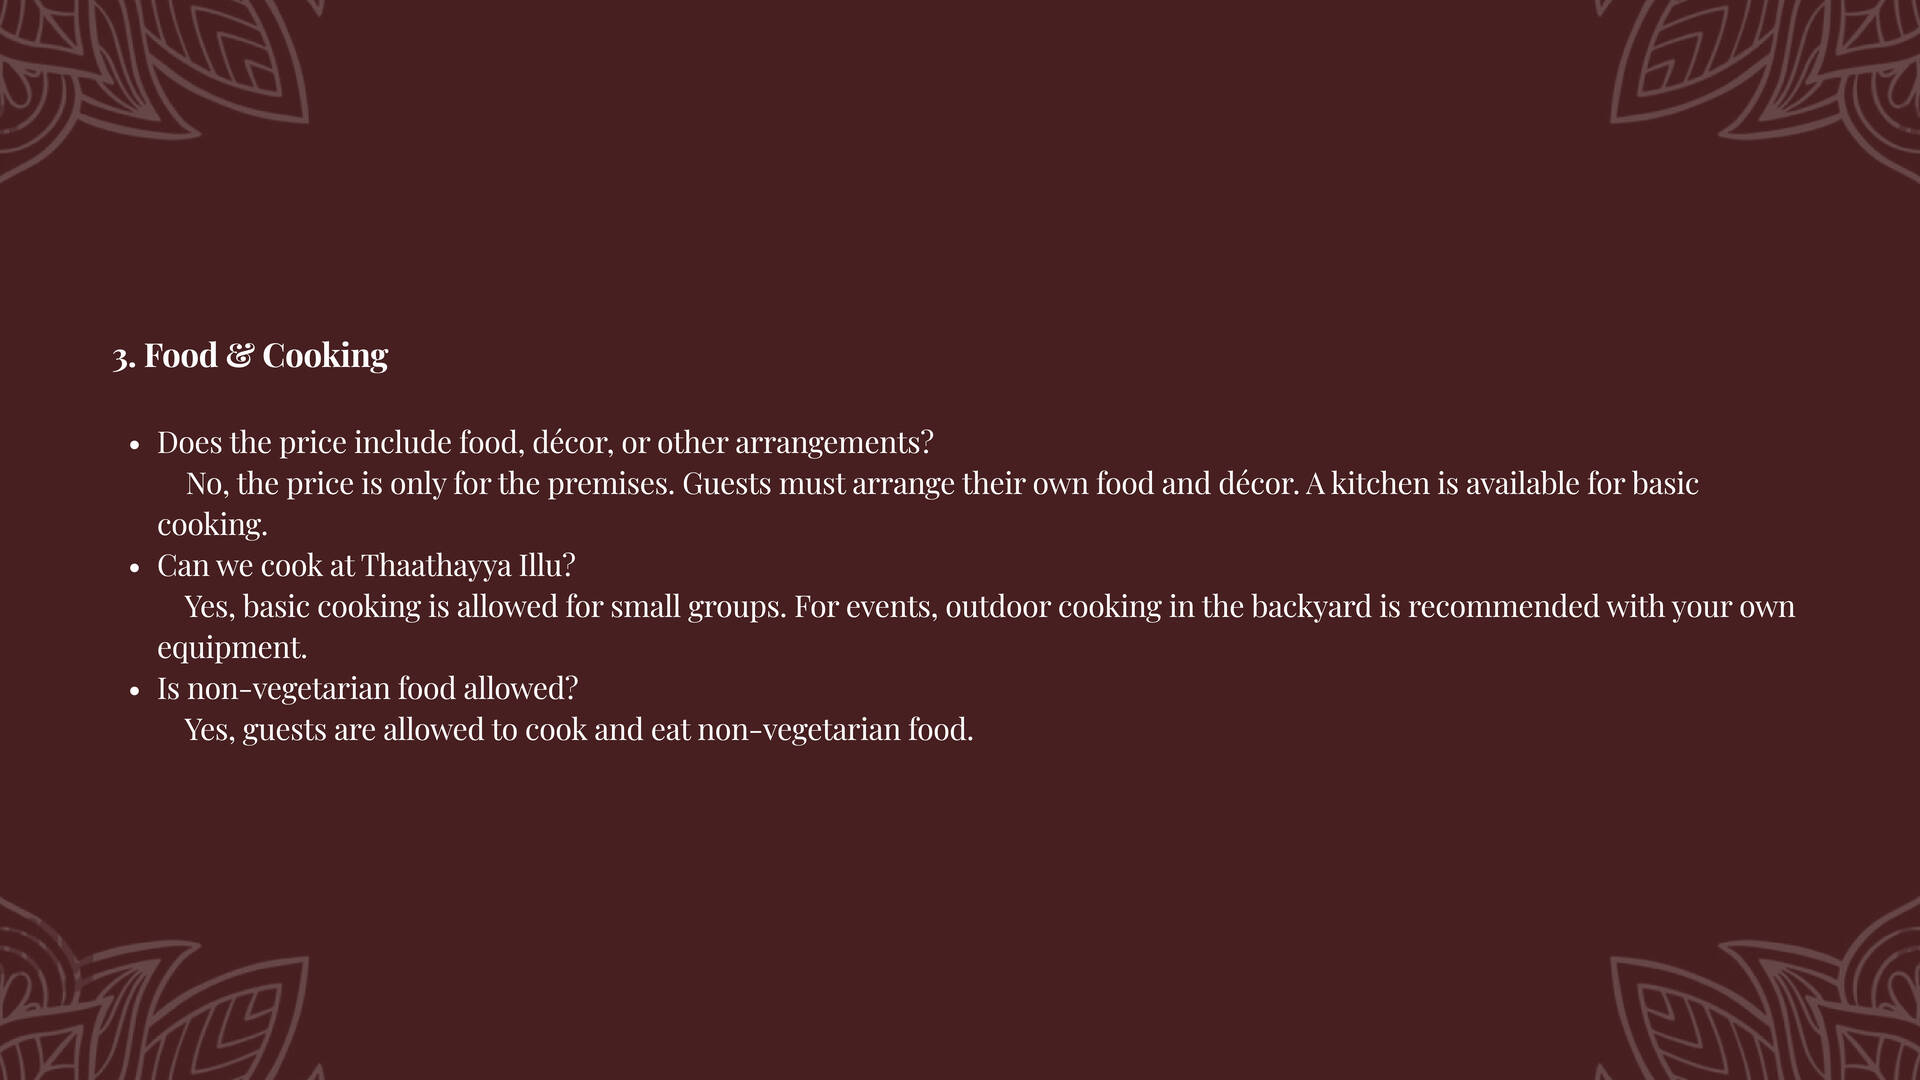 3. Food & Cooking
• Does the price include food, décor, or other arrangements?
No, the price is only for the premises. Guests must arrange their own food and décor. A kitchen is available for basic
cooking.
• Can we cook at Thaathayya Illu?
Yes, basic cooking is allowed for small groups. For events, outdoor cooking in the backyard is recommended with your own
equipment.
• Is non-vegetarian food allowed?
Yes, guests are allowed to cook and eat non-vegetarian food.